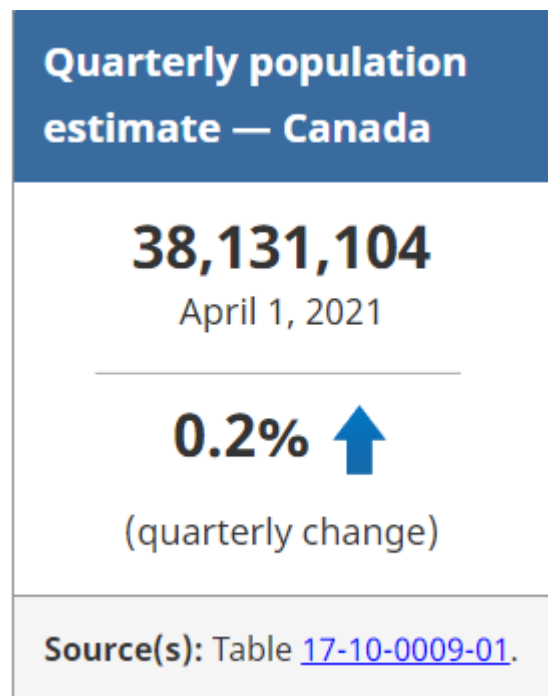 Quarterly population
estimate — Canada
38,131,104
April 1, 2021
0.2%
(quarterly change)
Source(s): Table 17-10-0009-01.